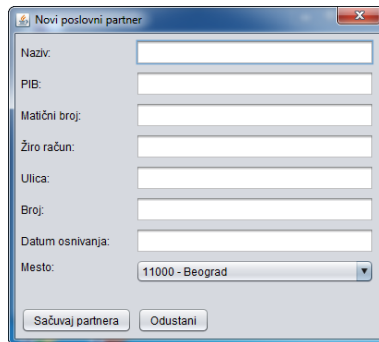 Novi poslovni partner
Naziv:
PIB:
Matični broj:
Žiro račun:
Ulica:
Broj:
Datum osnivanja:
Mesto: 11000 - Beograd
Sačuvaj partnera Odustani